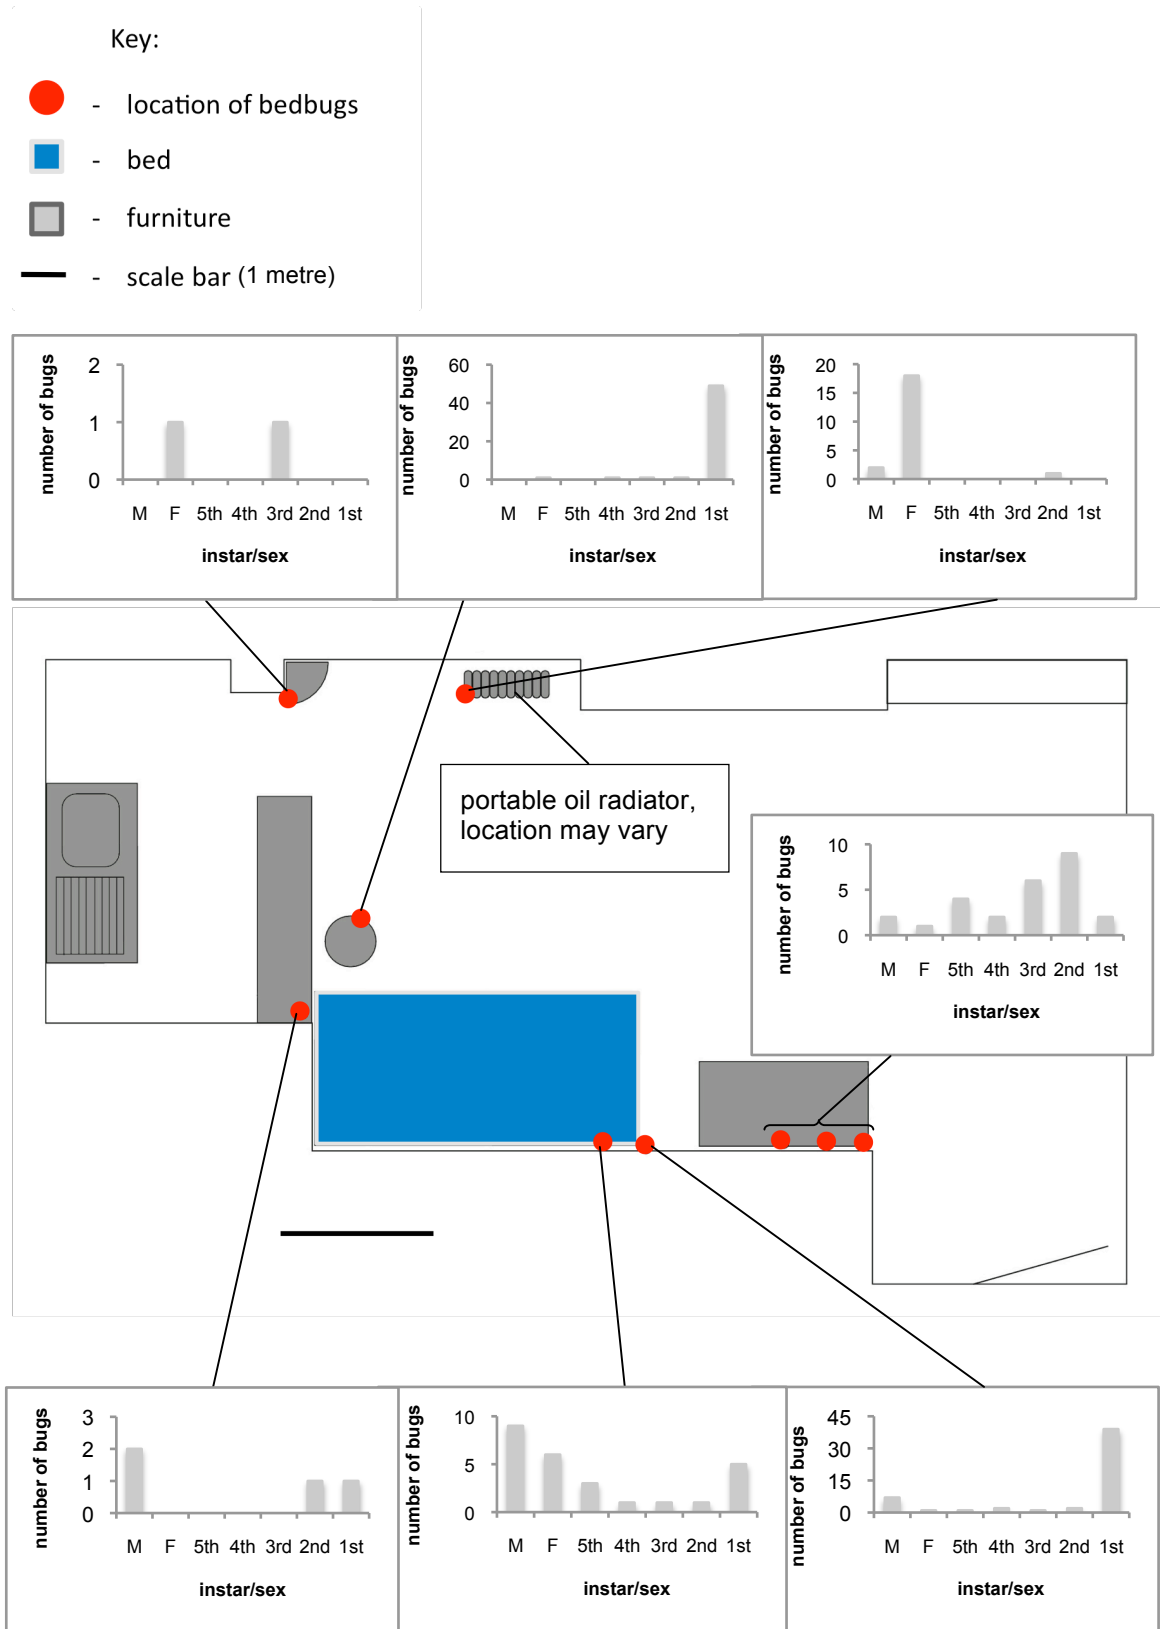 Key:
- location of bedbugs
- bed
- furniture
- scale bar (1 metre)
number of bugs
2
1
0
M F 5th 4th 3rd 2nd 1st
instar/sex
number of bugs
60
40
20
0
M F 5th 4th 3rd 2nd 1st
instar/sex
number of bugs
20
15
10
5
0
M F 5th 4th 3rd 2nd 1st
instar/sex
portable oil radiator,
location may vary
number of bugs
10
5
0
M F 5th 4th 3rd 2nd 1st
instar/sex
number of bugs
3
2
1
0
M F 5th 4th 3rd 2nd 1st
instar/sex
number of bugs
10
5
0
M F 5th 4th 3rd 2nd 1st
instar/sex
number of bugs
45
30
15
0
M F 5th 4th 3rd 2nd 1st
instar/sex